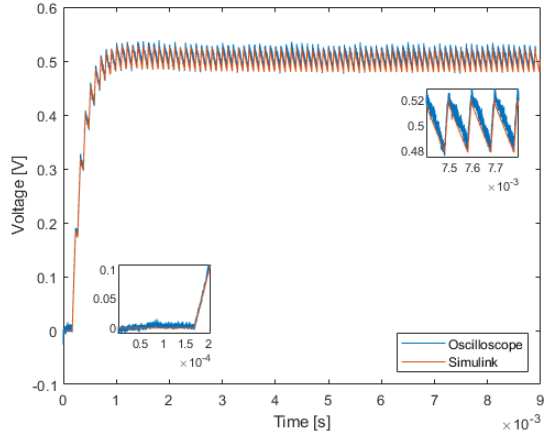 0.6
0.5
0.4
0.3
0.2
0.1
0
-0.1
Voltage [V]
0 1 2 3 4 5 6 7 8 9
Time [s]
×10⁻³
0.52
0.5
0.48
7.5 7.6 7.7
×10⁻³
0.1
0.05
0
0.5 1 1.5 2
×10⁻⁴
Oscilloscope
Simulink